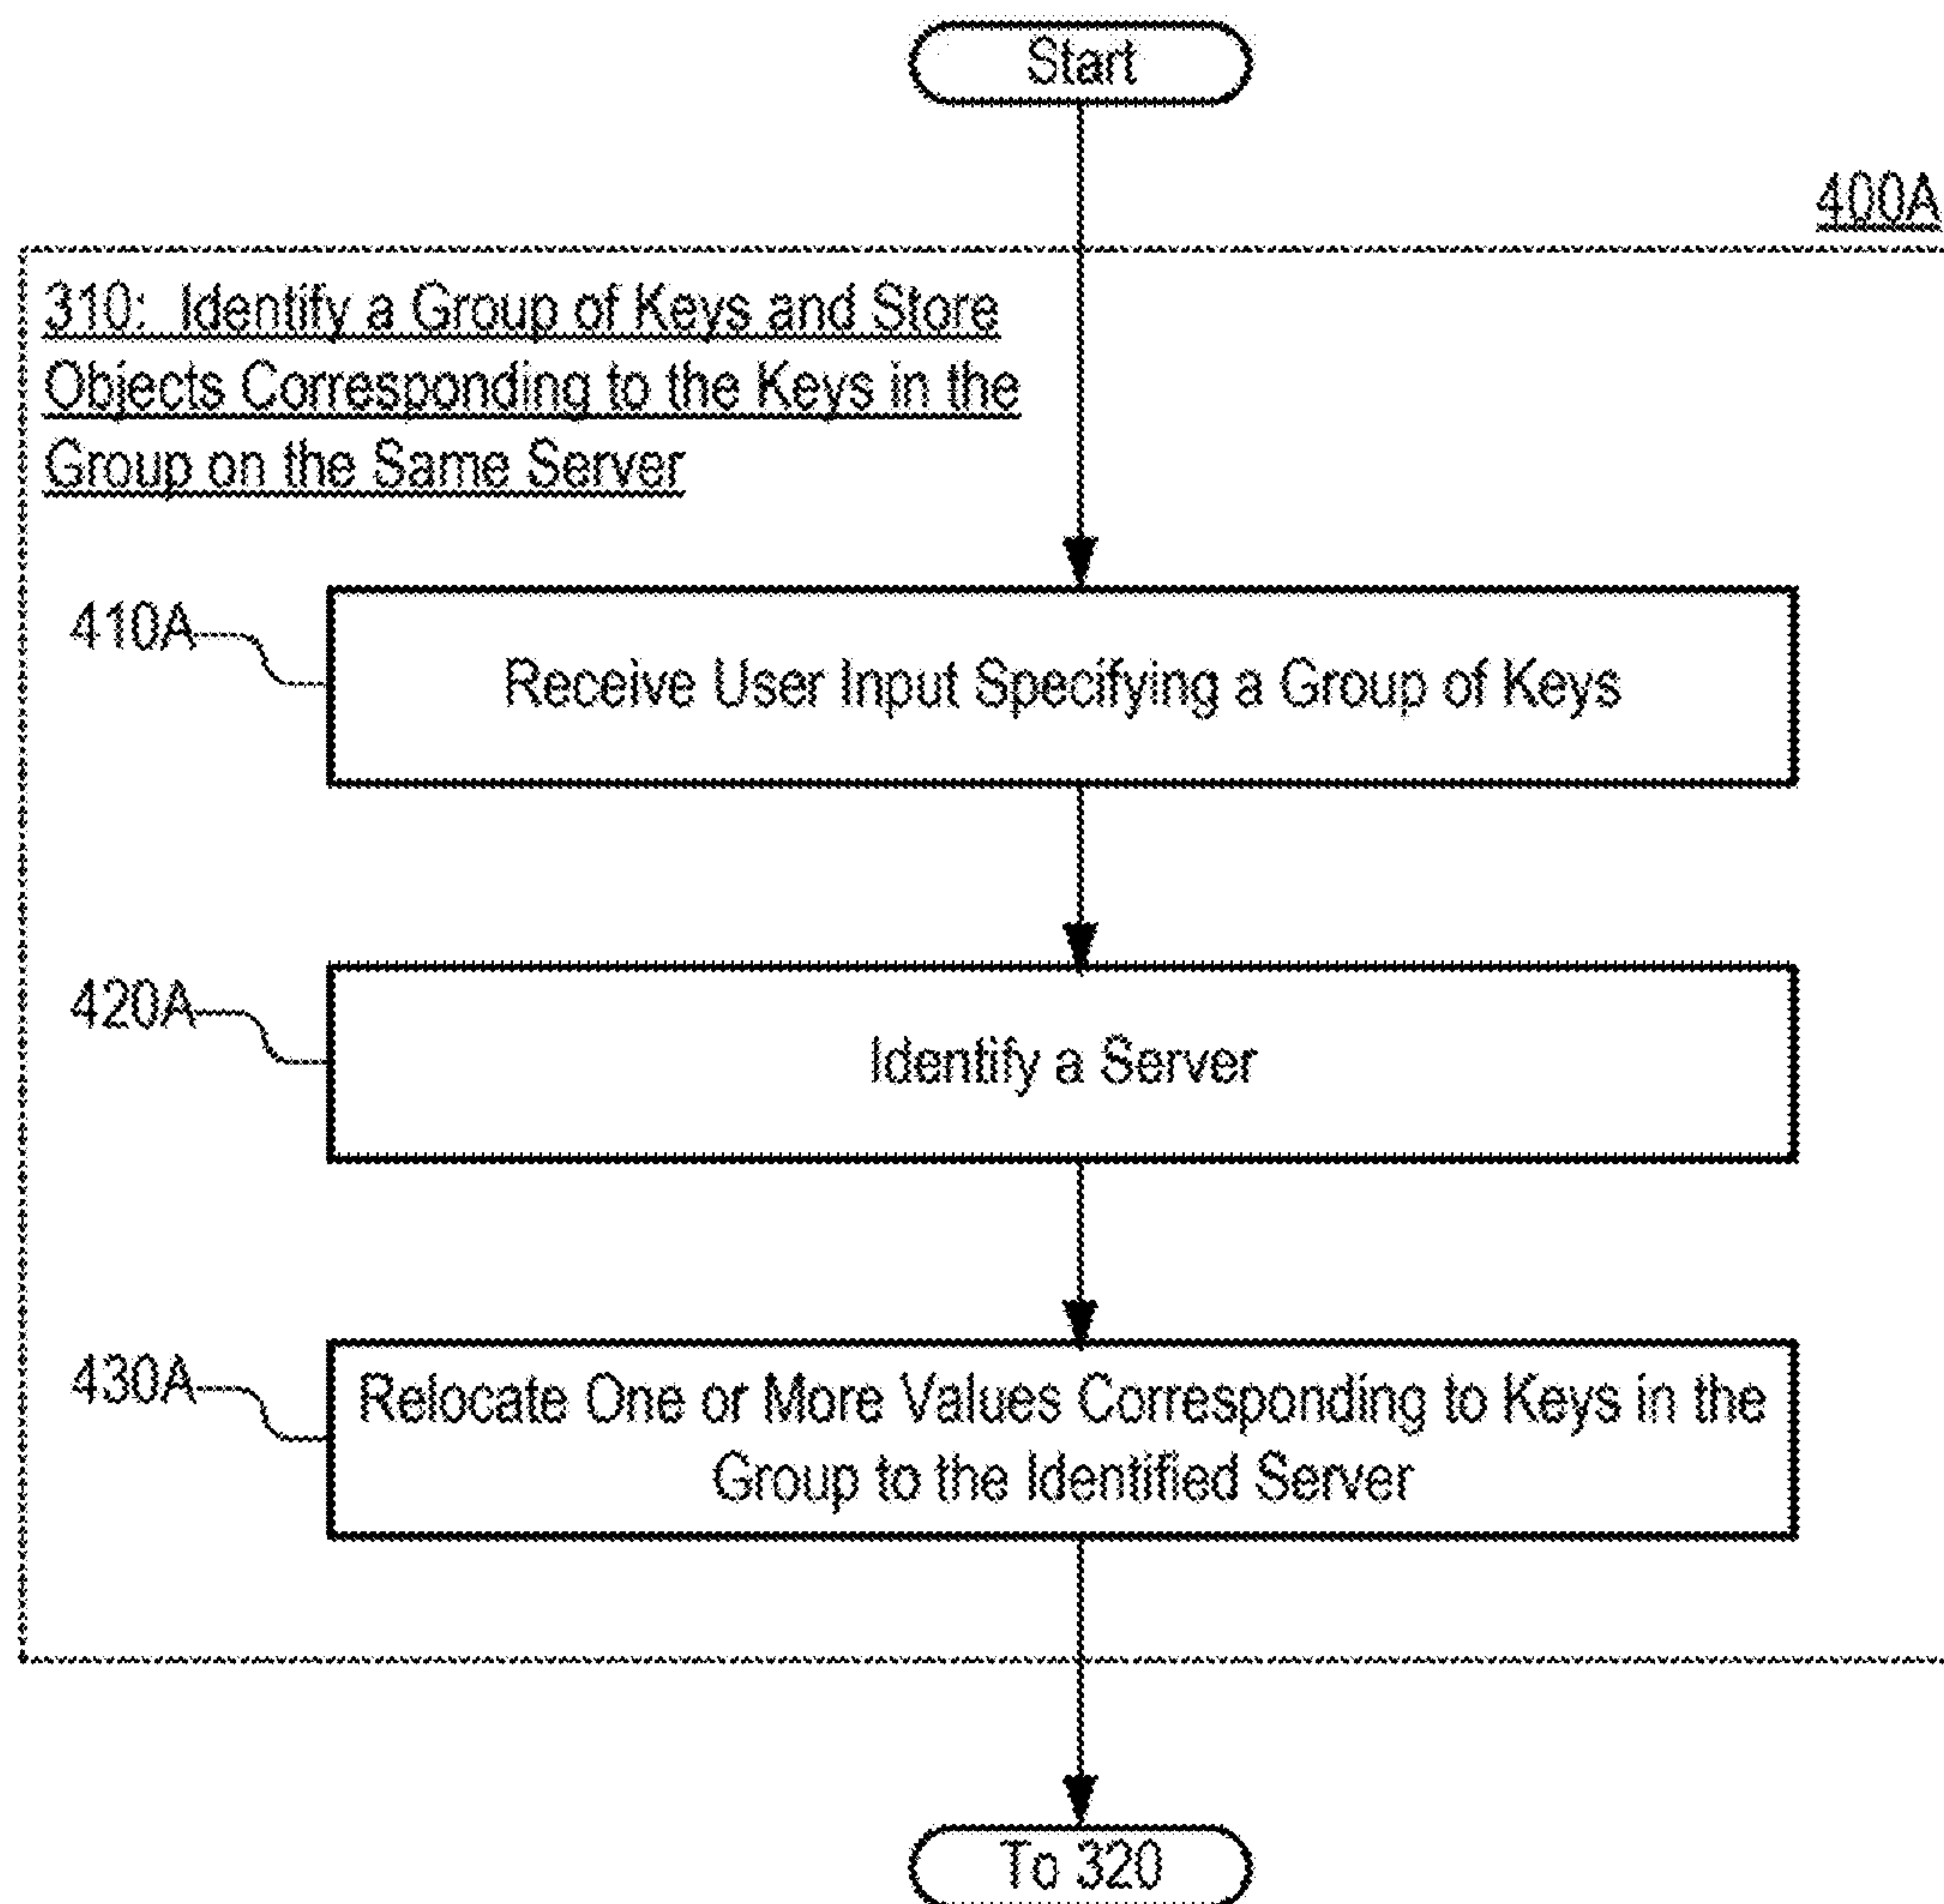 Start
400A
310: Identify a Group of Keys and Store
Objects Corresponding to the Keys in the
Group on the Same Server
410A
Receive User Input Specifying a Group of Keys
420A
Identify a Server
430A
Relocate One or More Values Corresponding to Keys in the
Group to the Identified Server
To 320